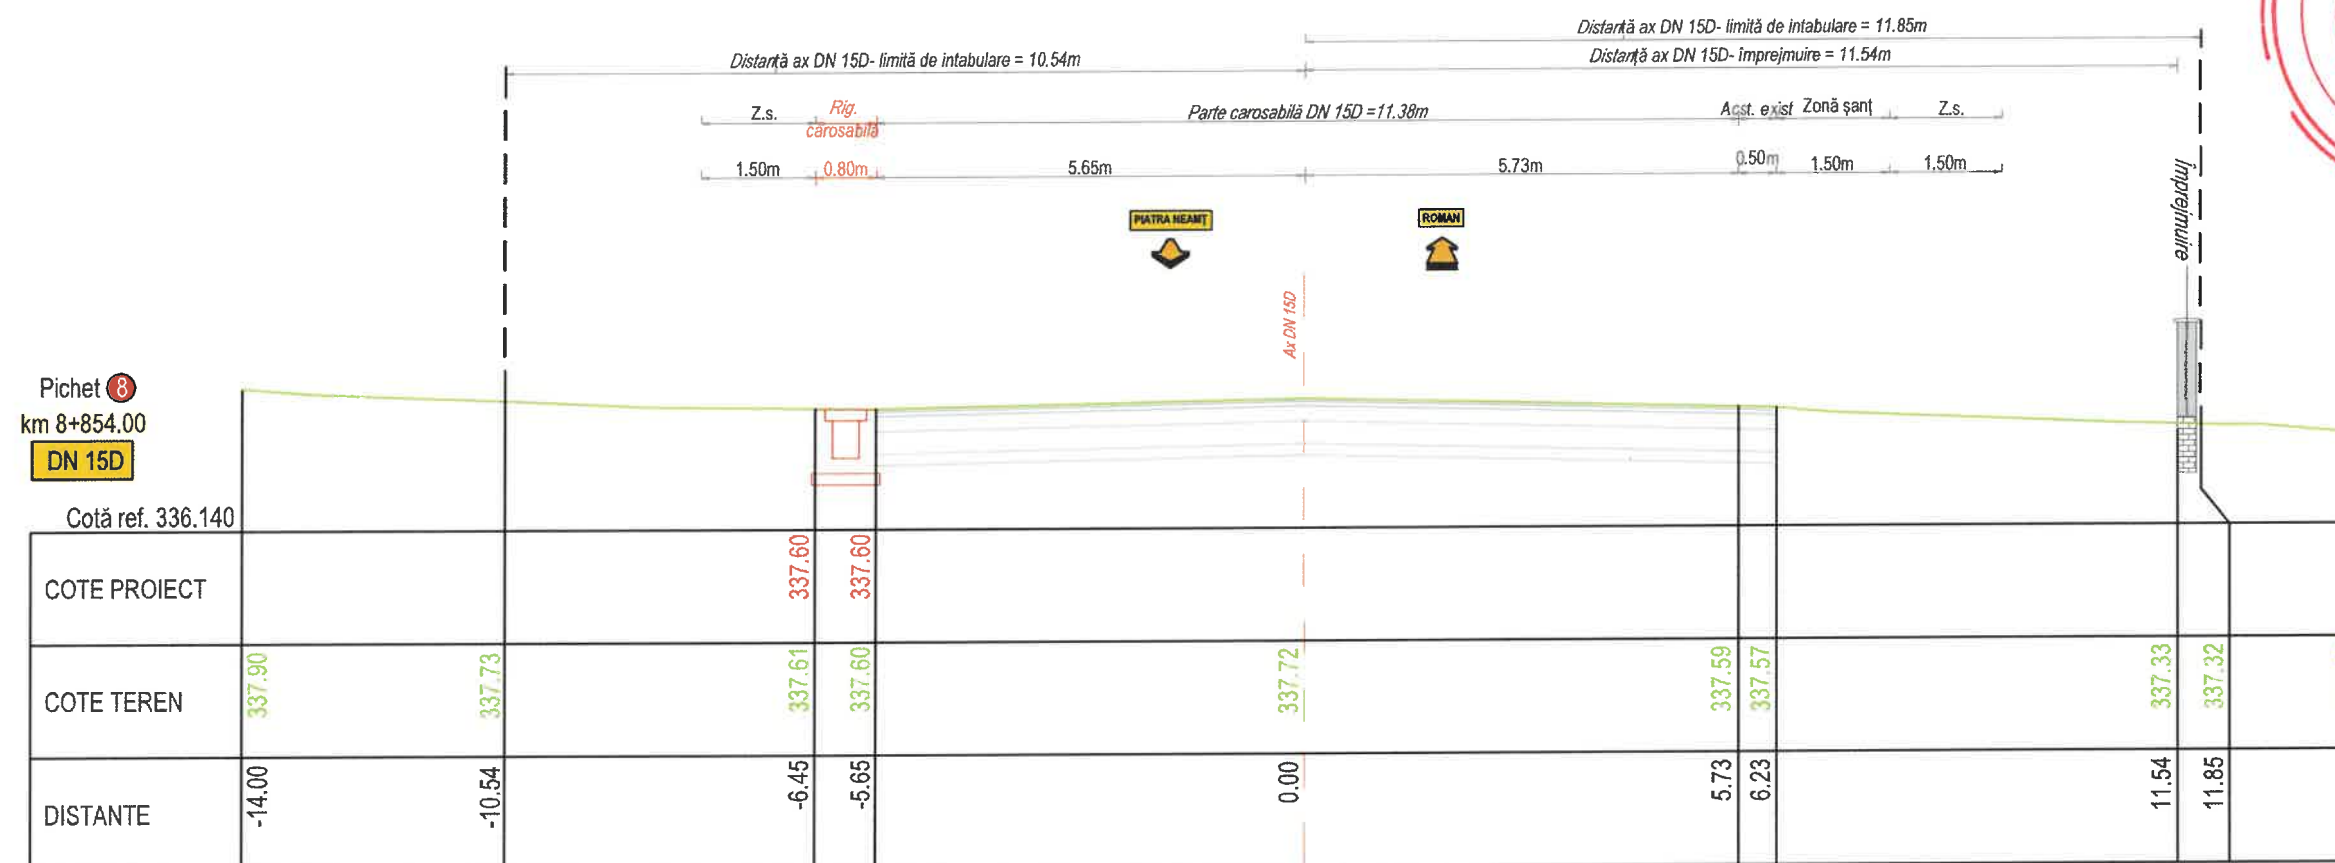 Distanță ax DN 15D- limită de intabulare = 11.85m
Distanță ax DN 15D- limită de intabulare = 10.54m
Distanță ax DN 15D- împrejmuire = 11.54m
Z.s.
Rig.
carosabilă
Parte carosabilă DN 15D =11.38m
Acst. exist
Zonă șanț
Z.s.
1.50m
0.80m
5.65m
5.73m
0.50m
1.50m
1.50m
Împrejmuire
PIATRA NEAMȚ
ROMAN
Ax DN 15D
Pichet 8
km 8+854.00
DN 15D
Cotă ref. 336.140
COTE PROIECT
337.60
337.60
COTE TEREN
337.90
337.73
337.61
337.60
337.72
337.59
337.57
337.33
337.32
DISTANTE
-14.00
-10.54
-6.45
-5.65
0.00
5.73
6.23
11.54
11.85